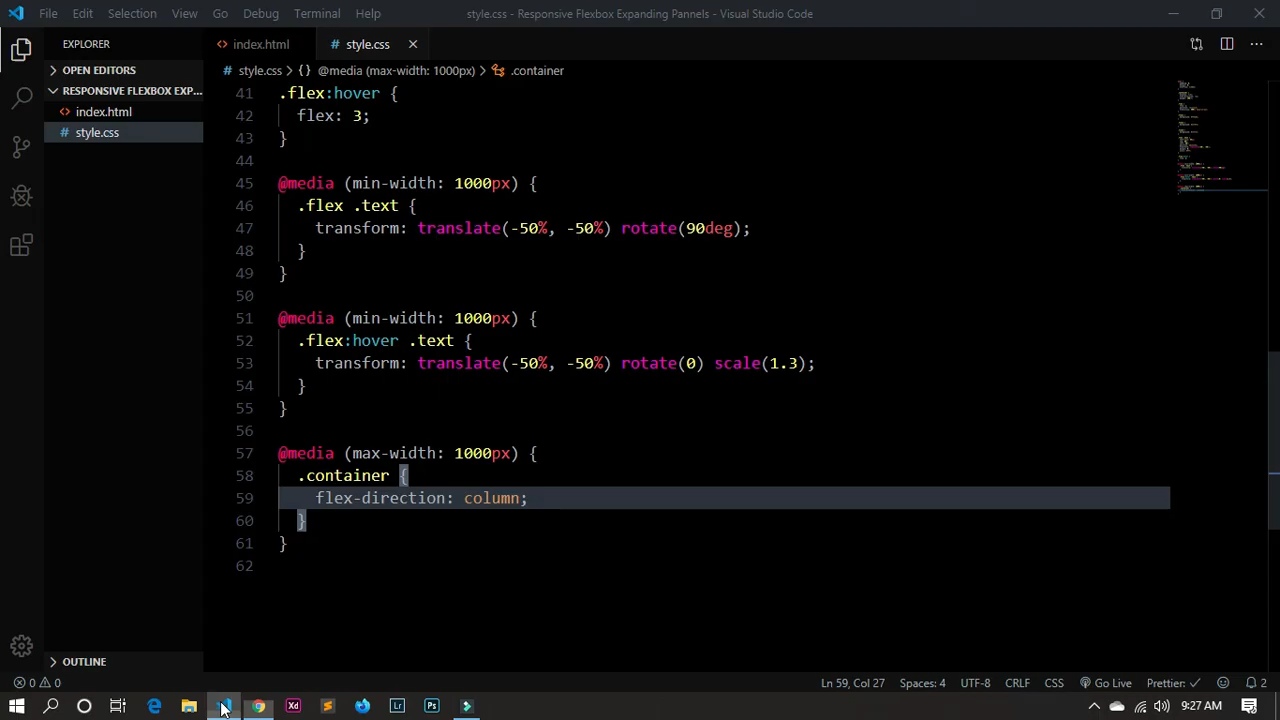 File Edit Selection View Go Debug Terminal Help
style.css - Responsive Flexbox Expanding Pannels - Visual Studio Code
EXPLORER
OPEN EDITORS
RESPONSIVE FLEXBOX EXP...
index.html
style.css
OUTLINE
index.html
style.css
style.css > @media (max-width: 1000px) > .container
41 .flex:hover {
42 flex: 3;
43 }
44
45 @media (min-width: 1000px) {
46 .flex .text {
47 transform: translate(-50%, -50%) rotate(90deg);
48 }
49 }
50
51 @media (min-width: 1000px) {
52 .flex:hover .text {
53 transform: translate(-50%, -50%) rotate(0) scale(1.3);
54 }
55 }
56
57 @media (max-width: 1000px) {
58 .container {
59 flex-direction: column;
60 }
61 }
62
0 0
Ln 59, Col 27 Spaces: 4 UTF-8 CRLF CSS Go Live Prettier: ✓ 2
Xd Lr Ps
9:27 AM